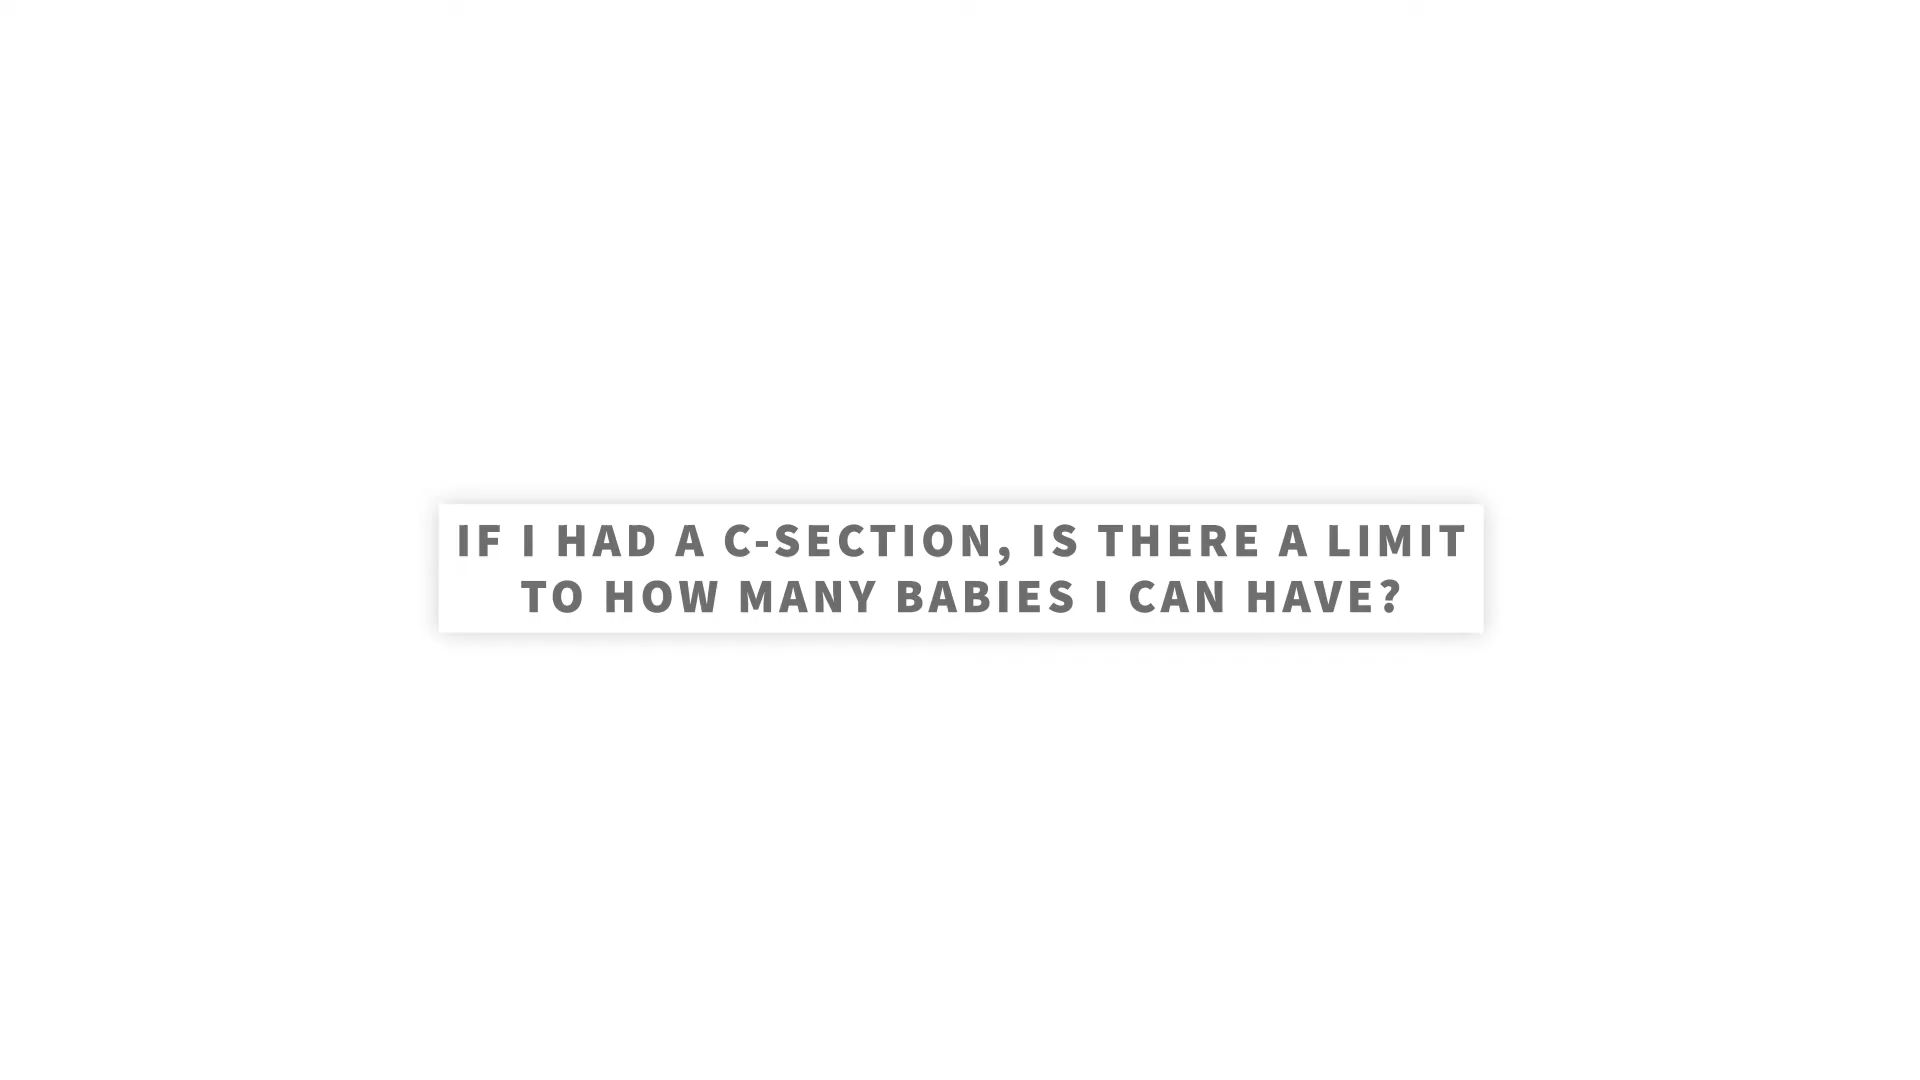 IF I HAD A C-SECTION, IS THERE A LIMIT
TO HOW MANY BABIES I CAN HAVE?